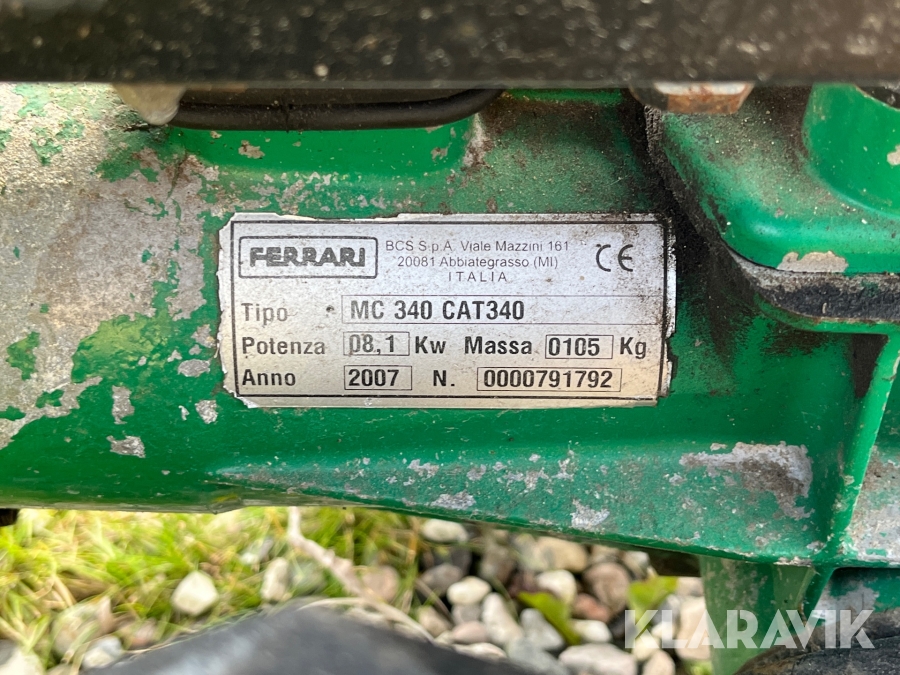 FERRARI
BCS S.p.A. Viale Mazzini 161
20081 Abbiategrasso (MI)
ITALIA
CE
Tipo MC 340 CAT340
Potenza 08,1 Kw Massa 0105 Kg
Anno 2007 N. 0000791792
KLARAVIK